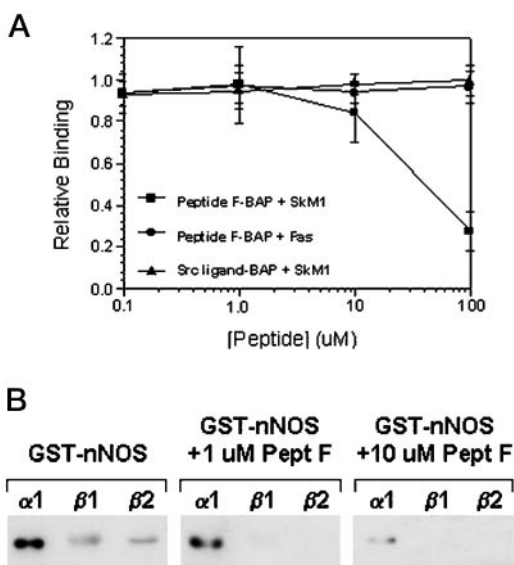 A
1.2
1.0
0.8
0.6
0.4
0.2
0.0
Relative Binding
Peptide F-BAP + SkM1
Peptide F-BAP + Fas
Src ligand-BAP + SkM1
0.1
1.0
10
100
[Peptide] (uM)
B
GST-nNOS
GST-nNOS
+1 uM Pept F
GST-nNOS
+10 uM Pept F
α1 β1 β2
α1 β1 β2
α1 β1 β2